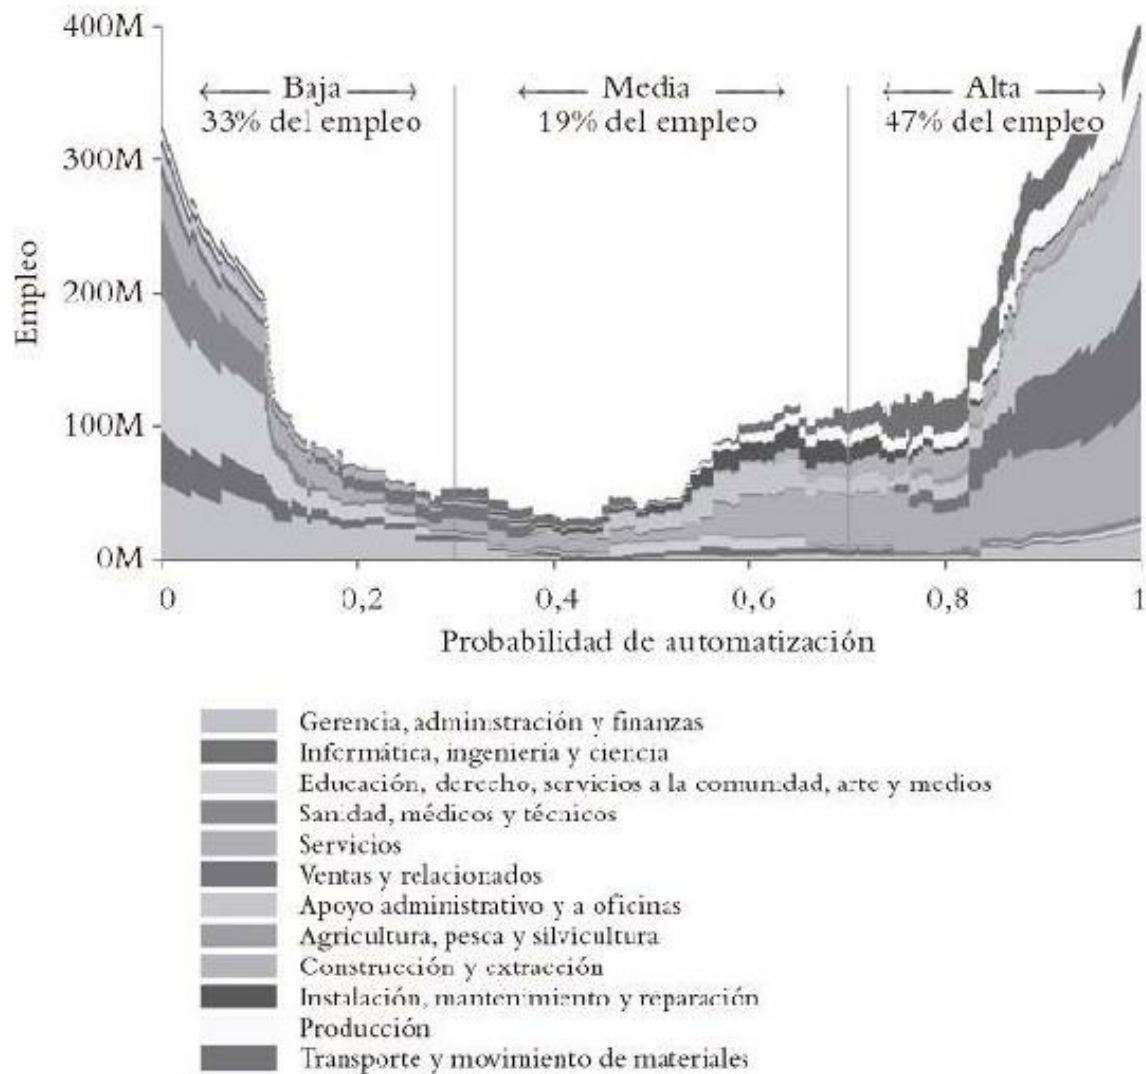 400M
300M
200M
100M
0M
Empleo
Baja
33% del empleo
Media
19% del empleo
Alta
47% del empleo
0
0,2
0,4
0,6
0,8
1
Probabilidad de automatización
Gerencia, administración y finanzas
Informática, ingenieria y ciencia
Educación, derecho, servicios a la comunidad, arte y medios
Sanidad, médicos y técnicos
Servicios
Ventas y relacionados
Apoyo administrativo y a oficinas
Agricultura, pesca y silvicultura
Construcción y extracción
Instalación, mantenimiento y reparación
Producción
Transporte y movimiento de materiales